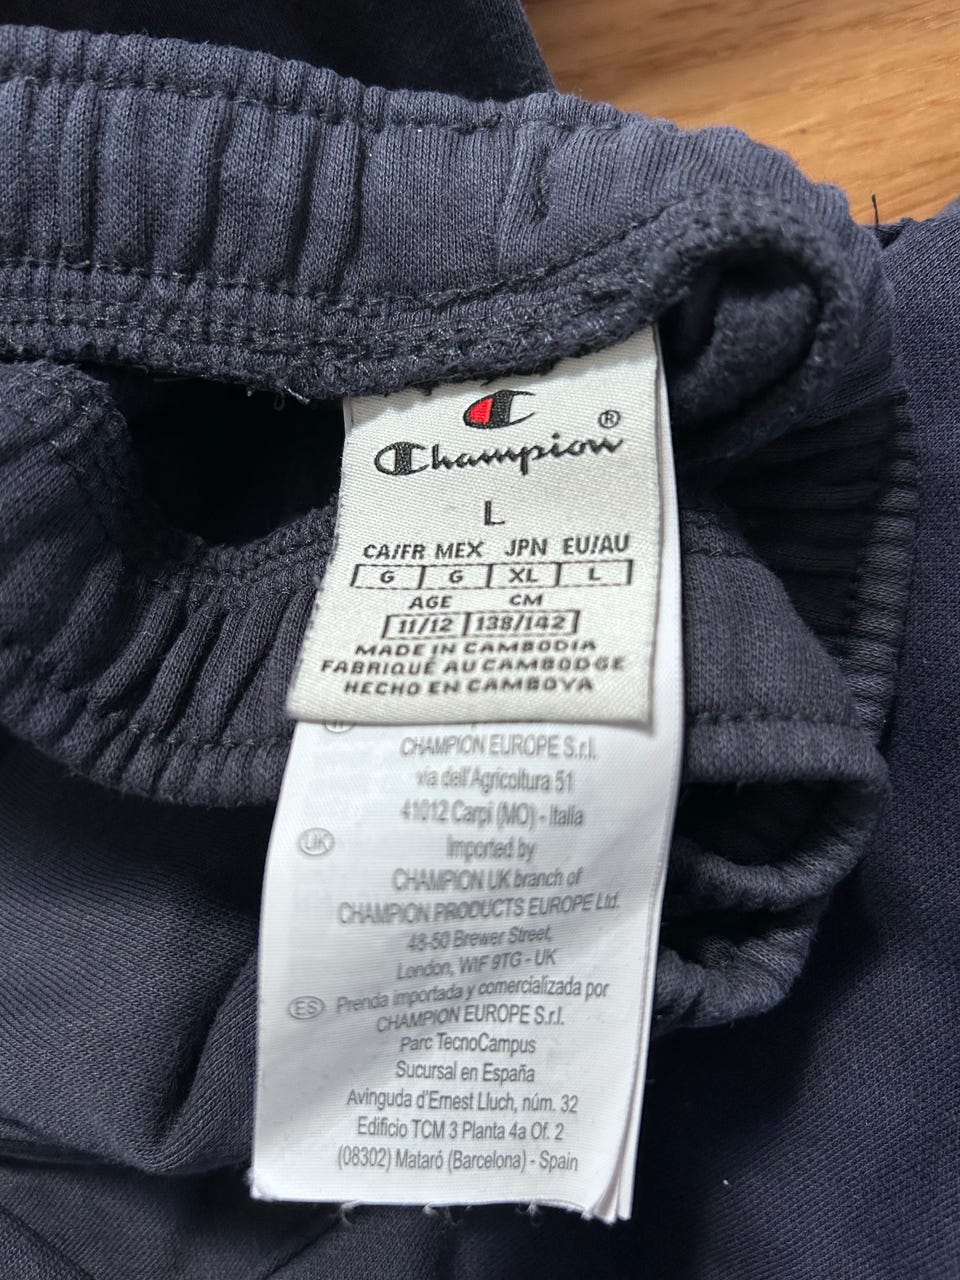 Champion®
L
CA/FR MEX JPN EU/AU
G G XL L
AGE CM
11/12 138/142
MADE IN CAMBODIA
FABRIQUÉ AU CAMBODGE
HECHO EN CAMBOYA
CHAMPION EUROPE S.r.l.
via dell'Agricoltura 51
41012 Carpi (MO) - Italia
UK Imported by
CHAMPION UK branch of
CHAMPION PRODUCTS EUROPE Ltd.
48-50 Brewer Street,
London, W1F 9TG - UK
ES Prenda importada y comercializada por
CHAMPION EUROPE S.r.l.
Parc TecnoCampus
Sucursal en España
Avinguda d'Ernest Lluch, núm. 32
Edificio TCM 3 Planta 4a Of. 2
(08302) Mataró (Barcelona) - Spain